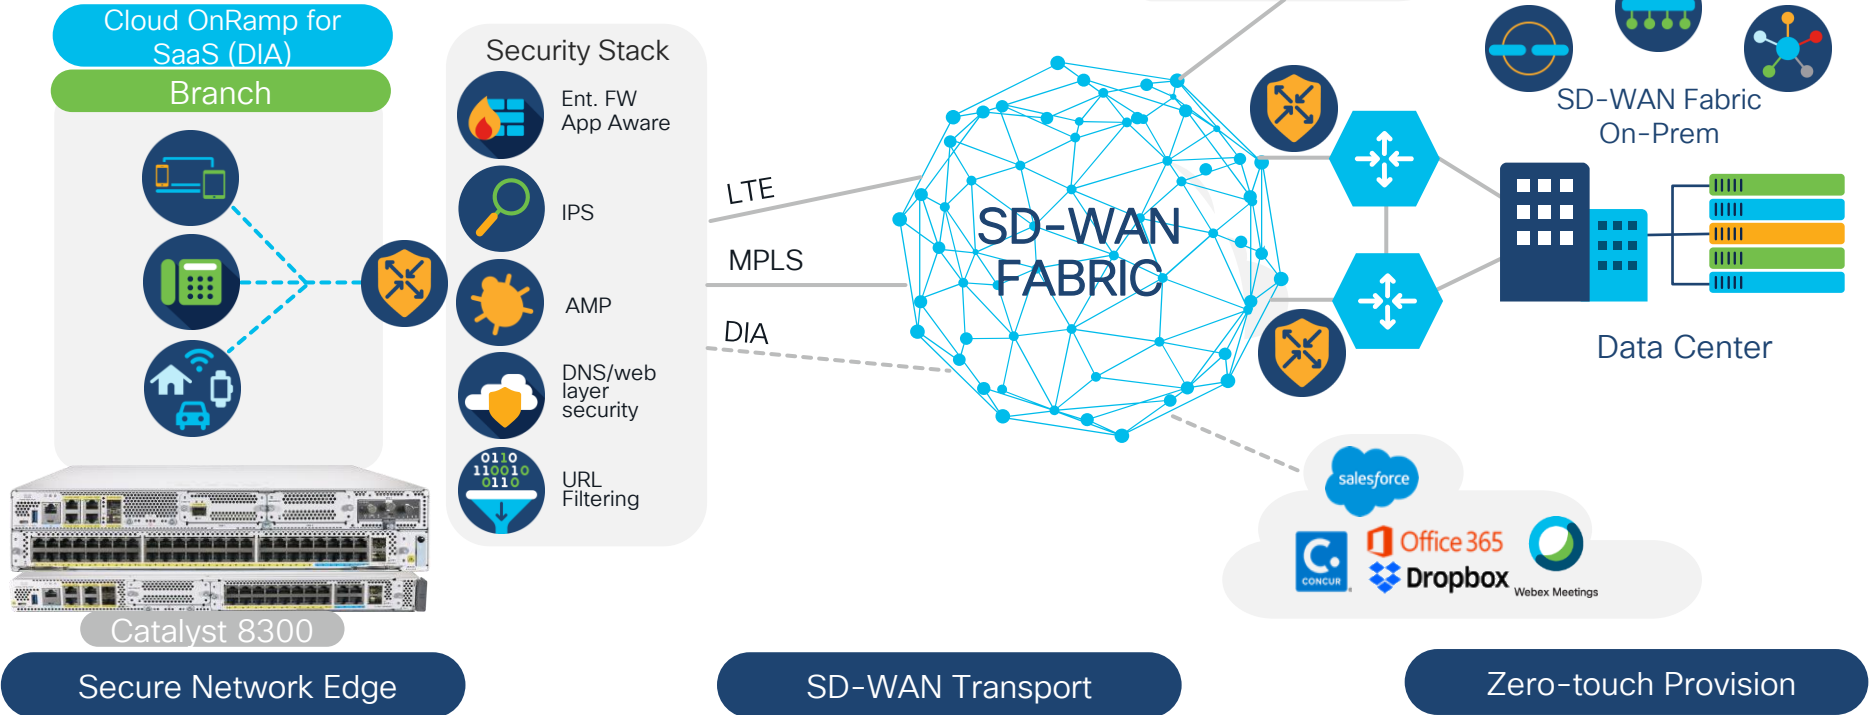 Cloud OnRamp for
SaaS (DIA)
Branch
Security Stack
Ent. FW
App Aware
IPS
AMP
DNS/web
layer
security
0110
110010
0110
URL
Filtering
LTE
MPLS
DIA
SD-WAN
FABRIC
SD-WAN Fabric
On-Prem
Data Center
salesforce
C.
CONCUR
Office 365
Dropbox
Webex Meetings
Catalyst 8300
Secure Network Edge
SD-WAN Transport
Zero-touch Provision